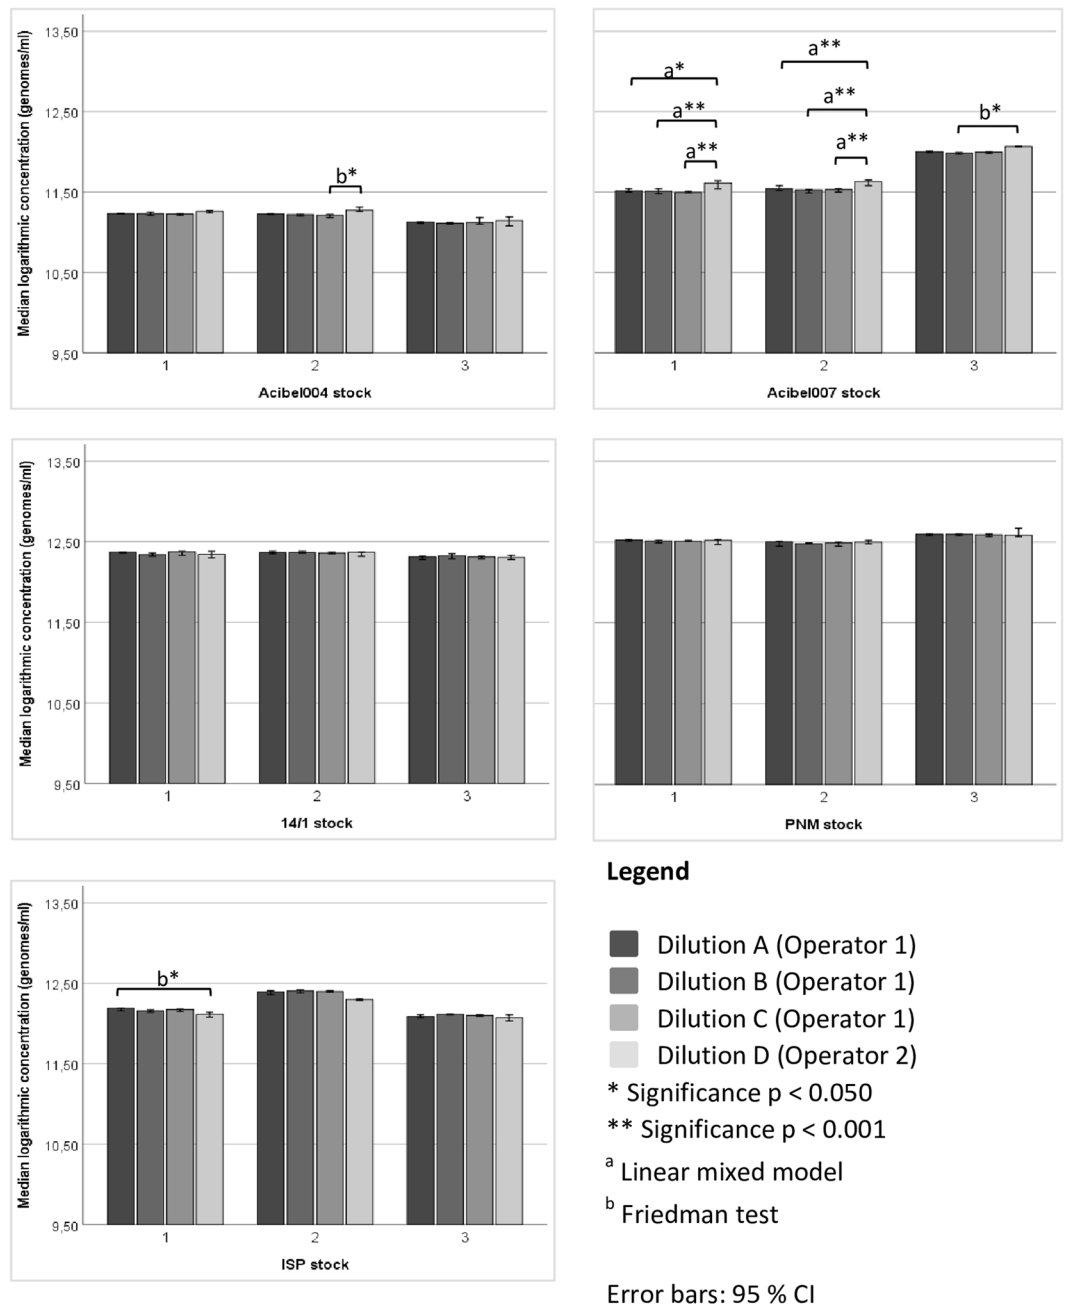 Median logarithmic concentration (genomes/ml)
13,50
12,50
11,50
10,50
9,50
b*
1 2 3
Acibel004 stock
a*
a**
a**
a**
a**
a**
b*
1 2 3
Acibel007 stock
Median logarithmic concentration (genomes/ml)
13,50
12,50
11,50
10,50
9,50
1 2 3
14/1 stock
1 2 3
PNM stock
Median logarithmic concentration (genomes/ml)
13,50
12,50
11,50
10,50
9,50
b*
1 2 3
ISP stock
Legend
Dilution A (Operator 1)
Dilution B (Operator 1)
Dilution C (Operator 1)
Dilution D (Operator 2)
* Significance p < 0.050
** Significance p < 0.001
a Linear mixed model
b Friedman test
Error bars: 95 % CI